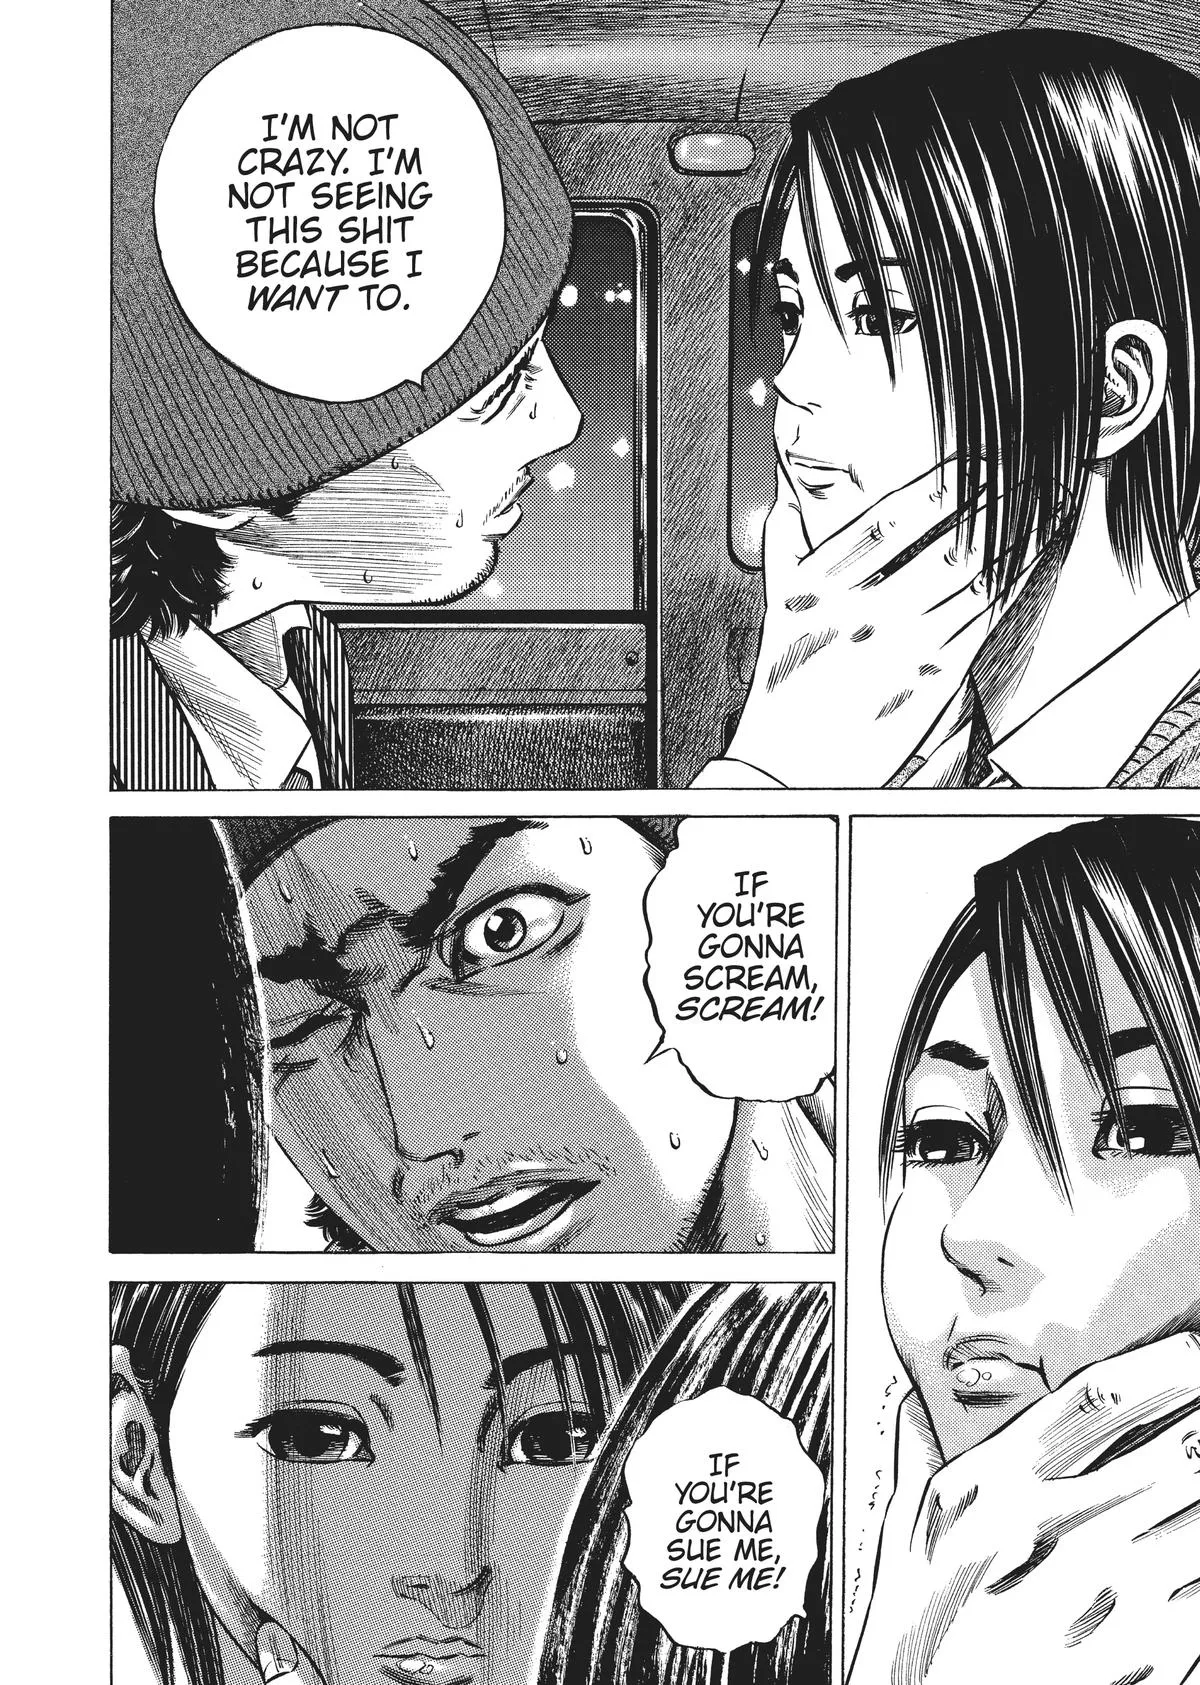 I'M NOT
CRAZY. I'M
NOT SEEING
THIS SHIT
BECAUSE I
WANT TO.
IF
YOU'RE
GONNA
SCREAM,
SCREAM!
IF
YOU'RE
GONNA
SUE ME,
SUE ME!